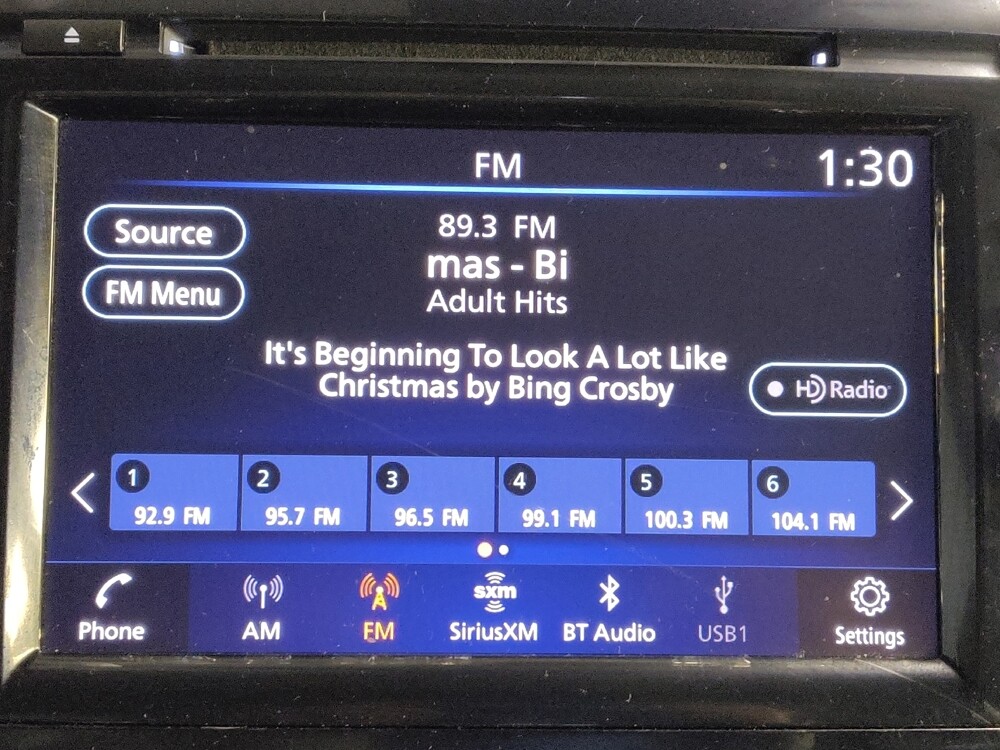 FM
1:30
Source
89.3 FM
mas - Bi
FM Menu
Adult Hits
It's Beginning To Look A Lot Like
Christmas by Bing Crosby
HD Radio
1
2
3
4
5
6
92.9 FM
95.7 FM
96.5 FM
99.1 FM
100.3 FM
104.1 FM
sxm
Phone
AM
FM
SiriusXM
BT Audio
USB1
Settings